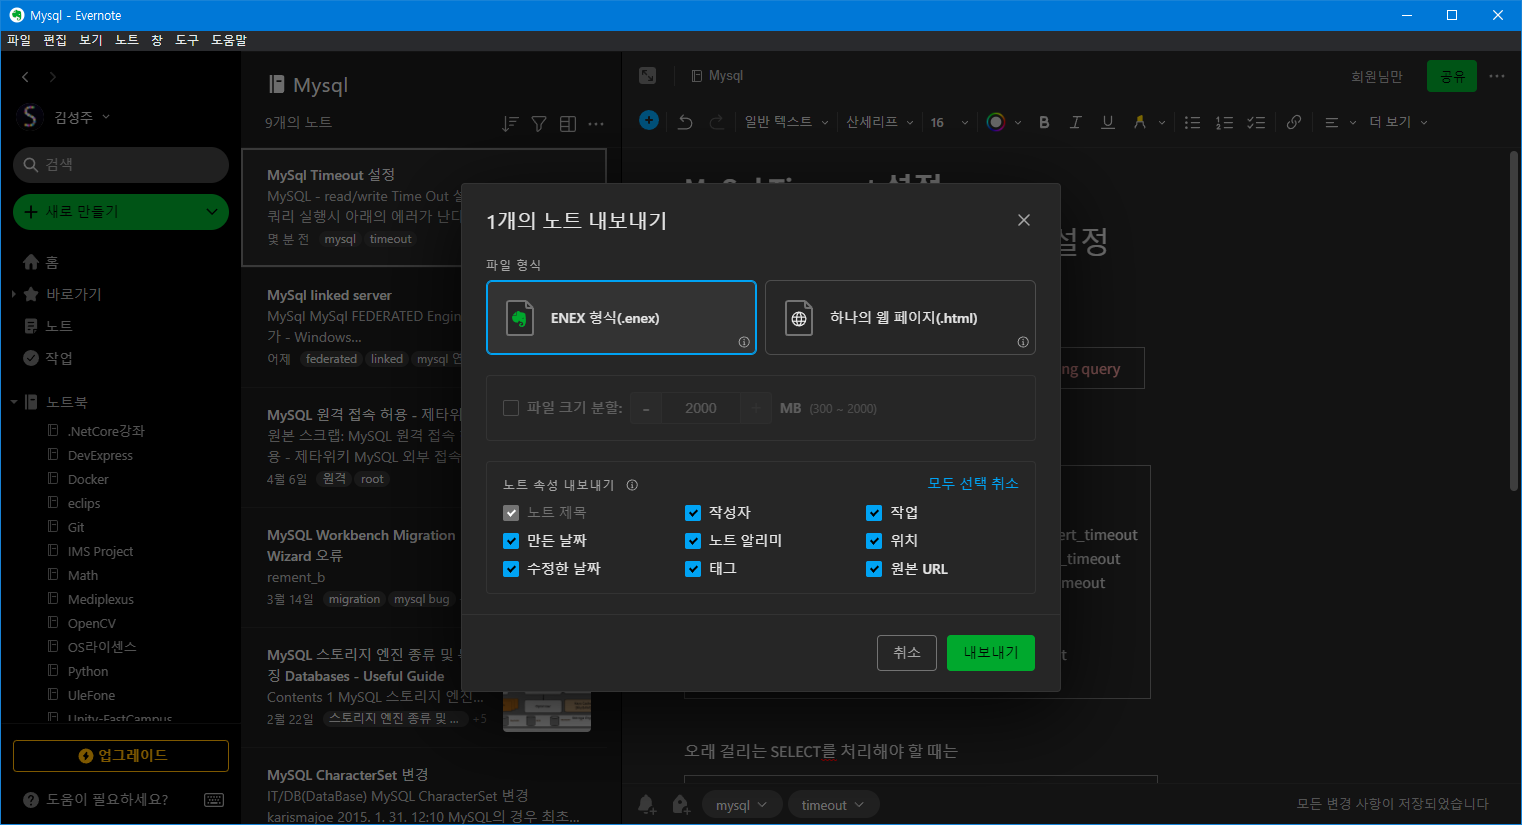 Mysql - Evernote
파일 편집 보기 노트 창 도구 도움말
김성주
검색
새로 만들기
홈
바로가기
노트
작업
노트북
.NetCore강좌
DevExpress
Docker
eclips
Git
IMS Project
Math
Mediplexus
OpenCV
OS라이센스
Python
UleFone
Unity-FastCampus
업그레이드
도움이 필요하세요?
Mysql
9개의 노트
MySql Timeout 설정
MySQL - read/write Time Out
쿼리 실행시 아래의 에러가 난다
몇 분 전 mysql timeout
MySql linked server
MySql MySql FEDERATED Engin
가 - Windows...
어제 federated linked mysql
MySQL 원격 접속 허용 - 제타위
원본 스크랩: MySQL 원격 접속
용 - 제타위키 MySQL 외부 접속
4월 6일 원격 root
MySQL Workbench Migration
Wizard 오류
rement_b
3월 14일 migration mysql bug
MySQL 스토리지 엔진 종류 및
징 Databases - Useful Guide
Contents 1 MySQL 스토리지 엔진...
2월 22일 스토리지 엔진 종류 및 ... +5
MySQL CharacterSet 변경
IT/DB(DataBase) MySQL CharacterSet 변경
karismajoe 2015. 1. 31. 12:10 MySQL의 경우 최초...
Mysql
회원님만 공유
일반 텍스트 산세리프 16 B I U A 더 보기
MySql Timeout 설정
설정
ng query
ert_timeout
_timeout
meout
t
오래 걸리는 SELECT를 처리해야 할 때는
mysql timeout
모든 변경 사항이 저장되었습니다
1개의 노트 내보내기
파일 형식
ENEX 형식(.enex)
하나의 웹 페이지(.html)
파일 크기 분할: - 2000 + MB (300 ~ 2000)
노트 속성 내보내기
모두 선택 취소
노트 제목 작성자 작업
만든 날짜 노트 알리미 위치
수정한 날짜 태그 원본 URL
취소 내보내기